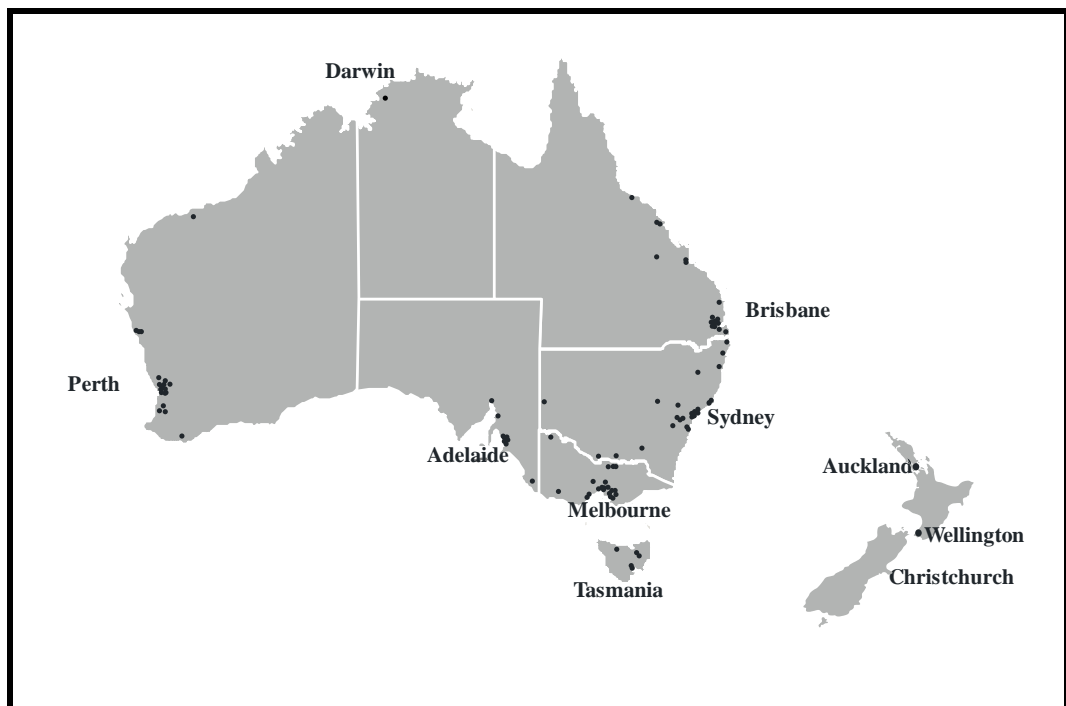 Darwin
Brisbane
Perth
Sydney
Adelaide
Auckland
Melbourne
Wellington
Christchurch
Tasmania